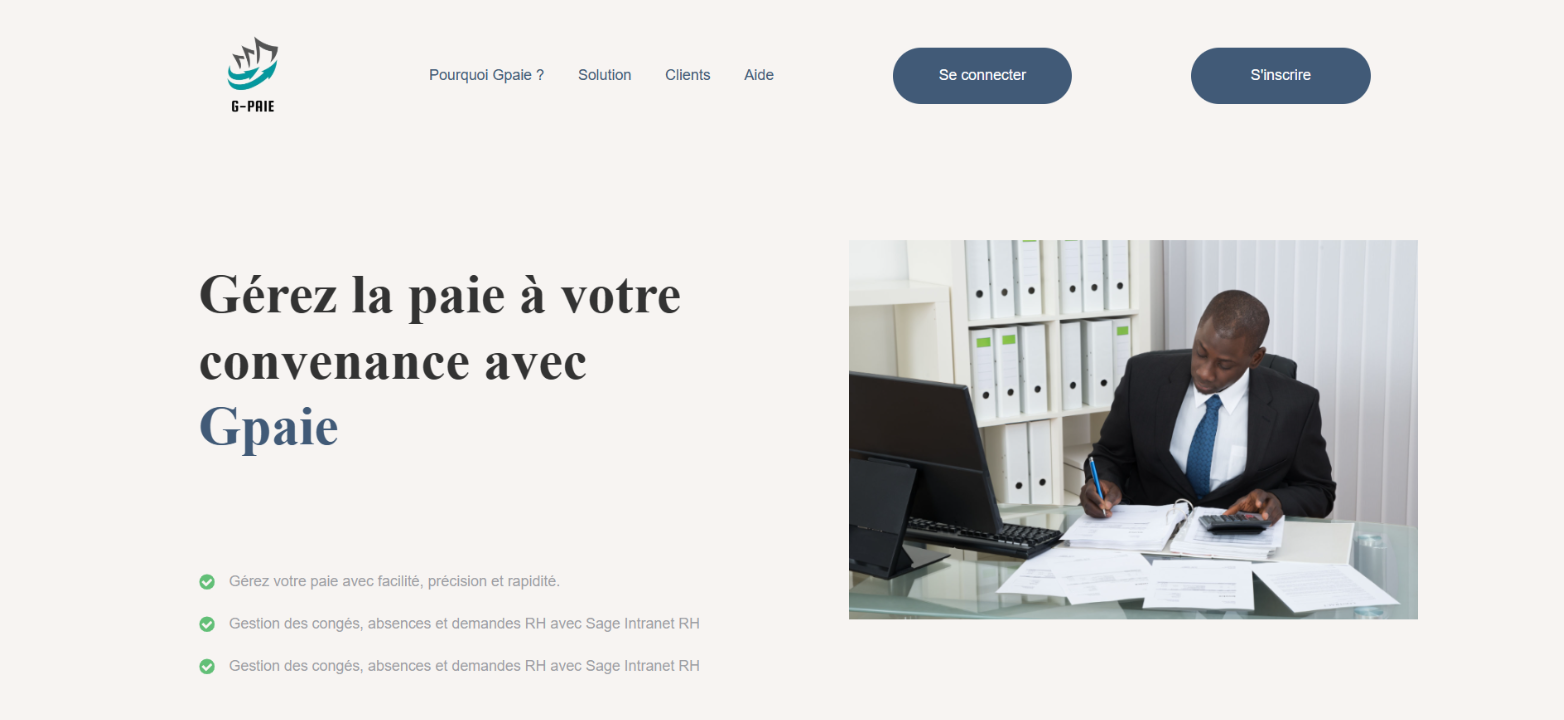 G-PAIE
Pourquoi Gpaie ?
Solution
Clients
Aide
Se connecter
S'inscrire
Gérez la paie à votre
convenance avec
Gpaie
Gérez votre paie avec facilité, précision et rapidité.
Gestion des congés, absences et demandes RH avec Sage Intranet RH
Gestion des congés, absences et demandes RH avec Sage Intranet RH